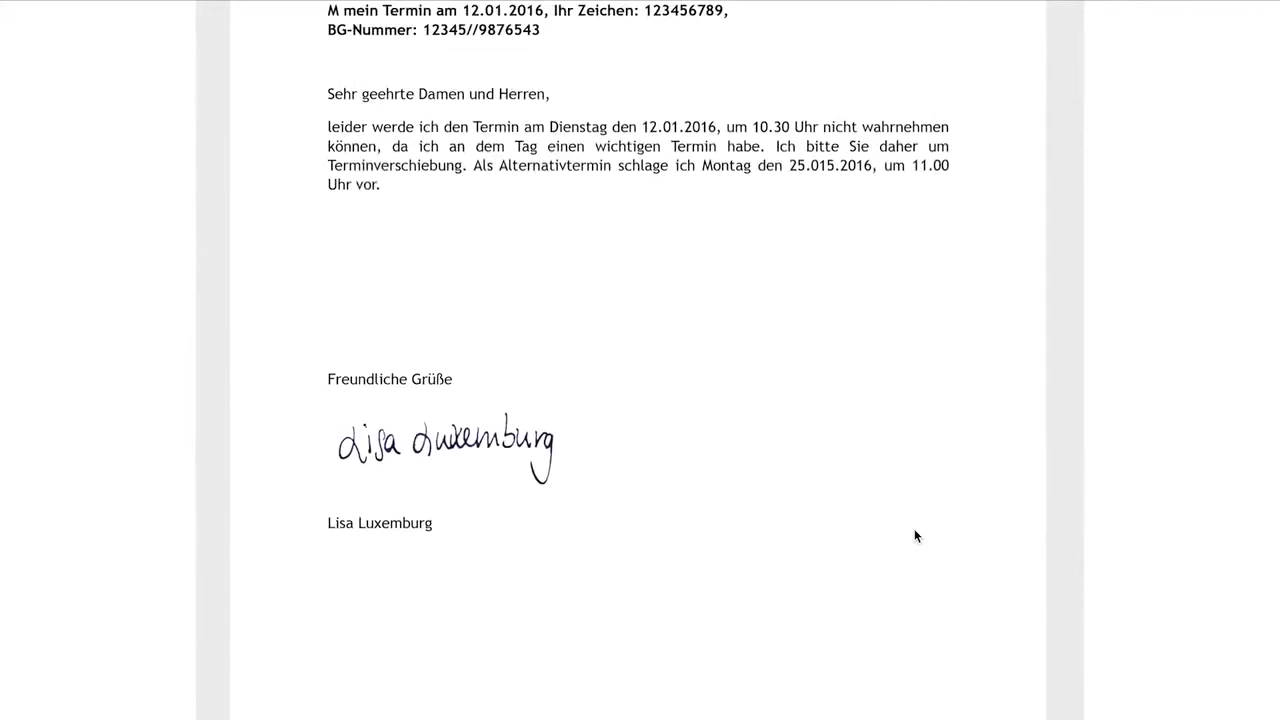 M mein Termin am 12.01.2016, Ihr Zeichen: 123456789,
BG-Nummer: 12345//9876543
Sehr geehrte Damen und Herren,
leider werde ich den Termin am Dienstag den 12.01.2016, um 10.30 Uhr nicht wahrnehmen
können, da ich an dem Tag einen wichtigen Termin habe. Ich bitte Sie daher um
Terminverschiebung. Als Alternativtermin schlage ich Montag den 25.015.2016, um 11.00
Uhr vor.
Freundliche Grüße
Lisa Luxemburg
Lisa Luxemburg